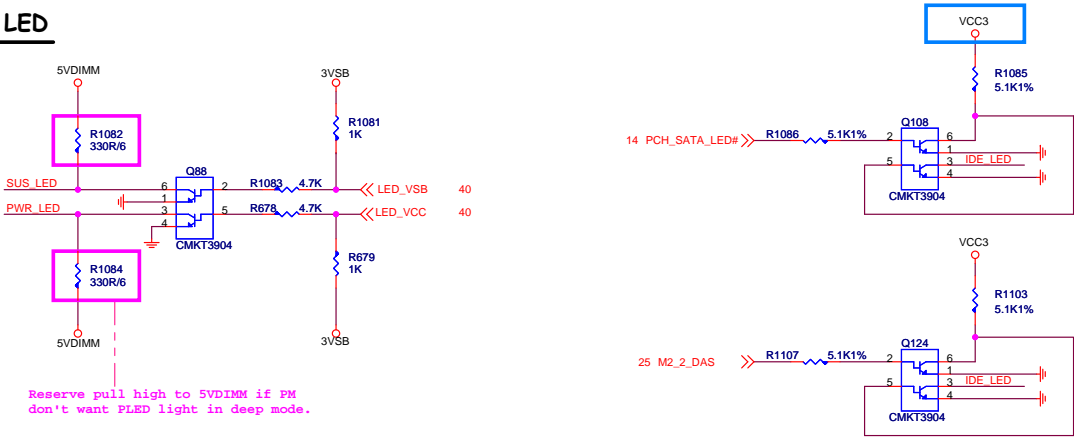 LED
5VDIMM
R1082
330R/6
3VSB
R1081
1K
SUS_LED
PWR_LED
Q88
6
1
3
4
2
5
CMKT3904
R1083 4.7K
R678 4.7K
LED_VSB 40
LED_VCC 40
R1084
330R/6
5VDIMM
R679
1K
3VSB
Reserve pull high to 5VDIMM if PM
don't want PLED light in deep mode.
VCC3
R1085
5.1K1%
14 PCH_SATA_LED#
R1086 5.1K1%
Q108
2
5
6
1
3
4
IDE_LED
CMKT3904
VCC3
R1103
5.1K1%
25 M2_2_DAS
R1107 5.1K1%
Q124
2
5
6
1
3
4
IDE_LED
CMKT3904